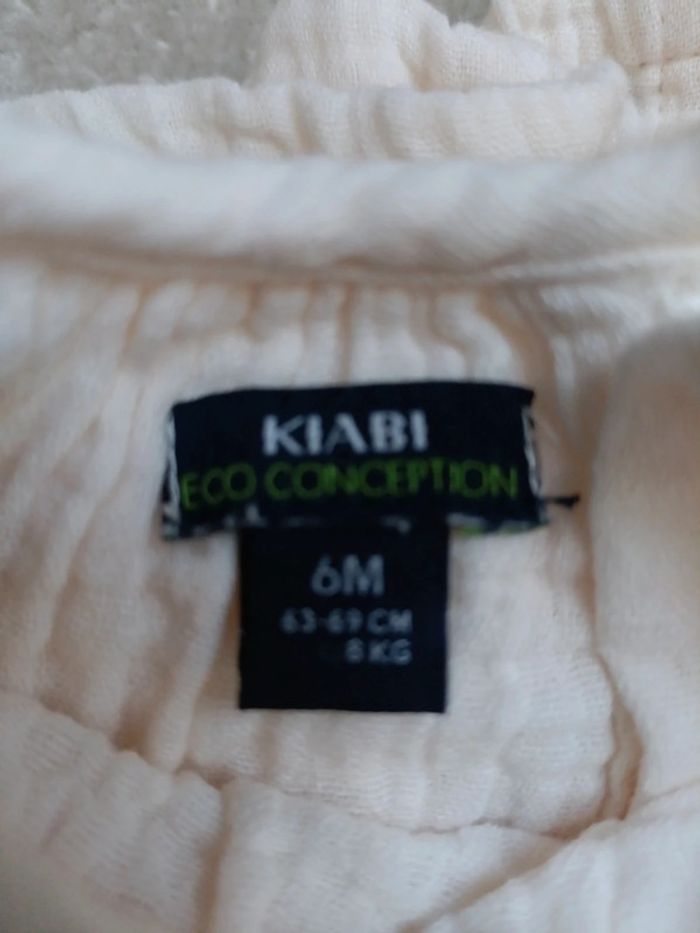 KIABI
ECO CONCEPTION
6M
63-69 CM
8 KG